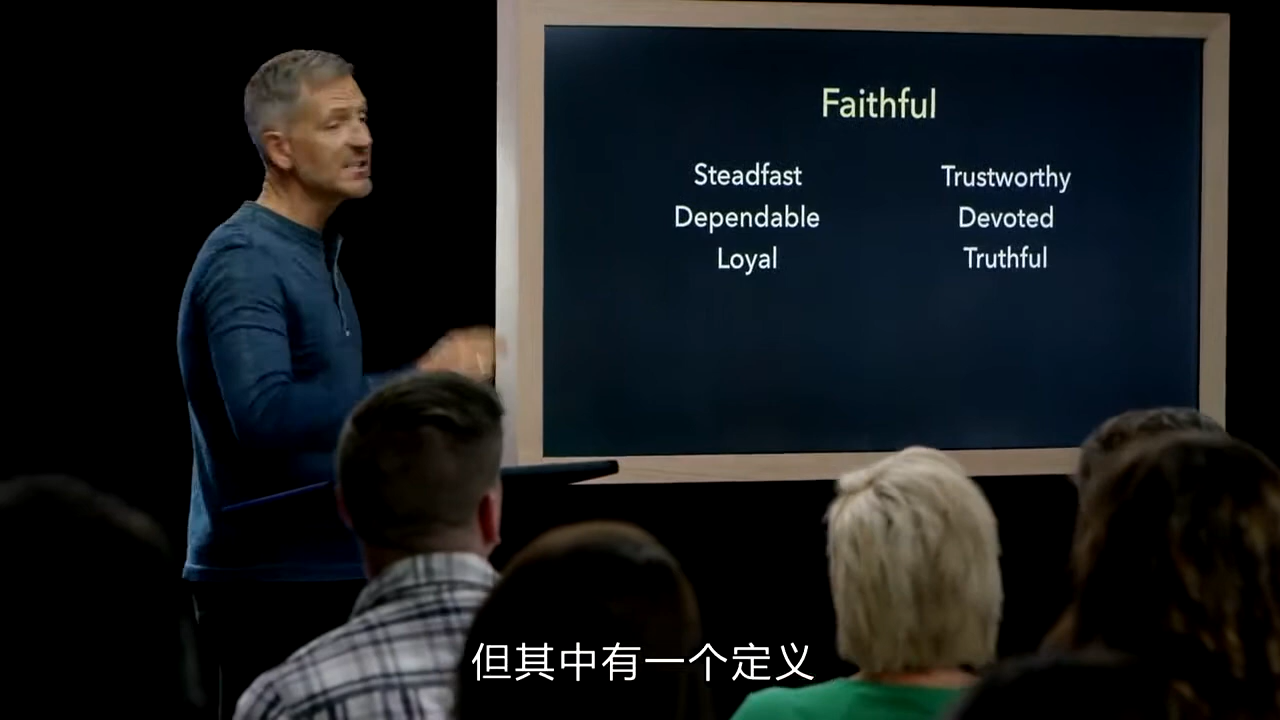 Faithful
Steadfast
Dependable
Loyal
Trustworthy
Devoted
Truthful
但其中有一个定义